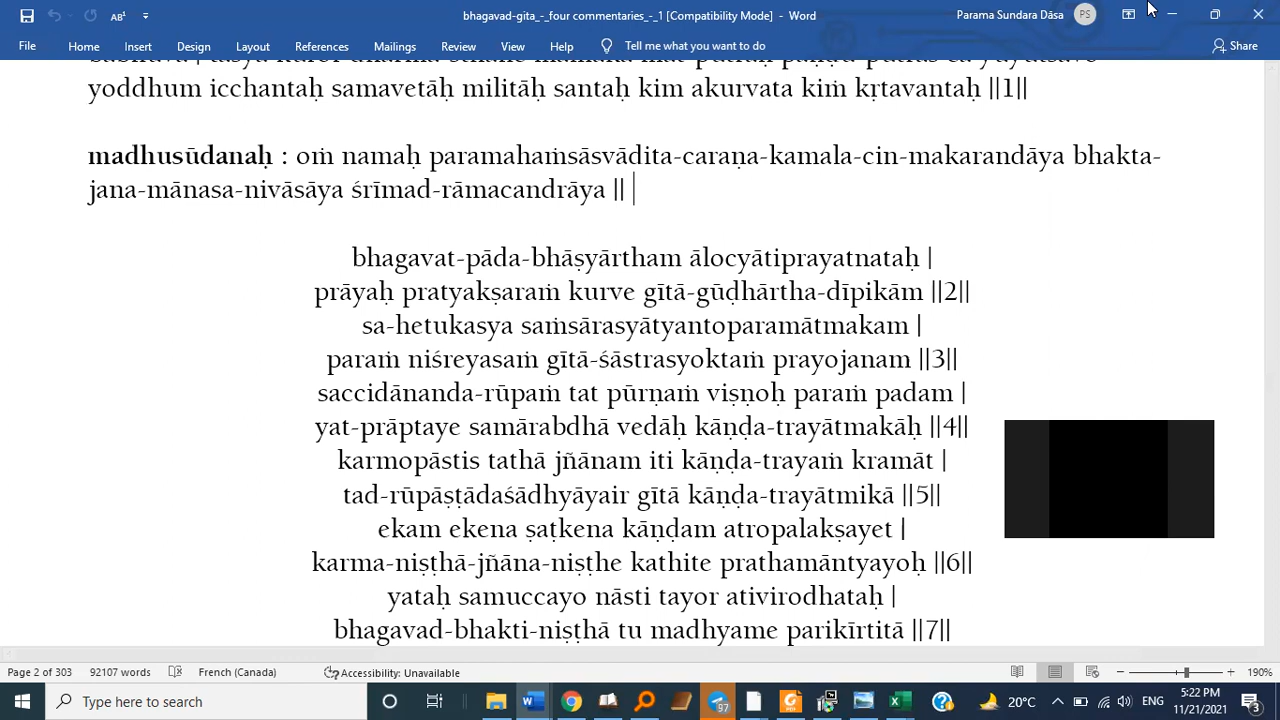 bhagavad-gita_-_four commentaries_-_1 [Compatibility Mode] - Word
Parama Sundara Dāsa PS
File Home Insert Design Layout References Mailings Review View Help Tell me what you want to do Share
yoddhum icchantaḥ samavetāḥ militāḥ santaḥ kim akurvata kiṁ kṛtavantaḥ ||1||
madhusūdanaḥ : oṁ namaḥ paramahaṁsāsvādita-caraṇa-kamala-cin-makarandāya bhakta-
jana-mānasa-nivāsāya śrīmad-rāmacandrāya ||
bhagavat-pāda-bhāṣyārtham ālocyātiprayatnataḥ |
prāyaḥ pratyakṣaraṁ kurve gītā-gūḍhārtha-dīpikām ||2||
sa-hetukasya saṁsārasyātyantoparamātmakam |
paraṁ niśreyasaṁ gītā-śāstrasyoktaṁ prayojanam ||3||
saccidānanda-rūpaṁ tat pūrṇaṁ viṣṇoḥ paraṁ padam |
yat-prāptaye samārabdhā vedāḥ kāṇḍa-trayātmakāḥ ||4||
karmopāstis tathā jñānam iti kāṇḍa-trayaṁ kramāt |
tad-rūpāṣṭādaśādhyāyair gītā kāṇḍa-trayātmikā ||5||
ekam ekena ṣaṭkena kāṇḍam atropalakṣayet |
karma-niṣṭhā-jñāna-niṣṭhe kathite prathamāntyayoḥ ||6||
yataḥ samuccayo nāsti tayor ativirodhataḥ |
bhagavad-bhakti-niṣṭhā tu madhyame parikīrtitā ||7||
Page 2 of 303 92107 words French (Canada) Accessibility: Unavailable 190%
Type here to search 97 20°C ENG 5:22 PM
11/21/2021 3